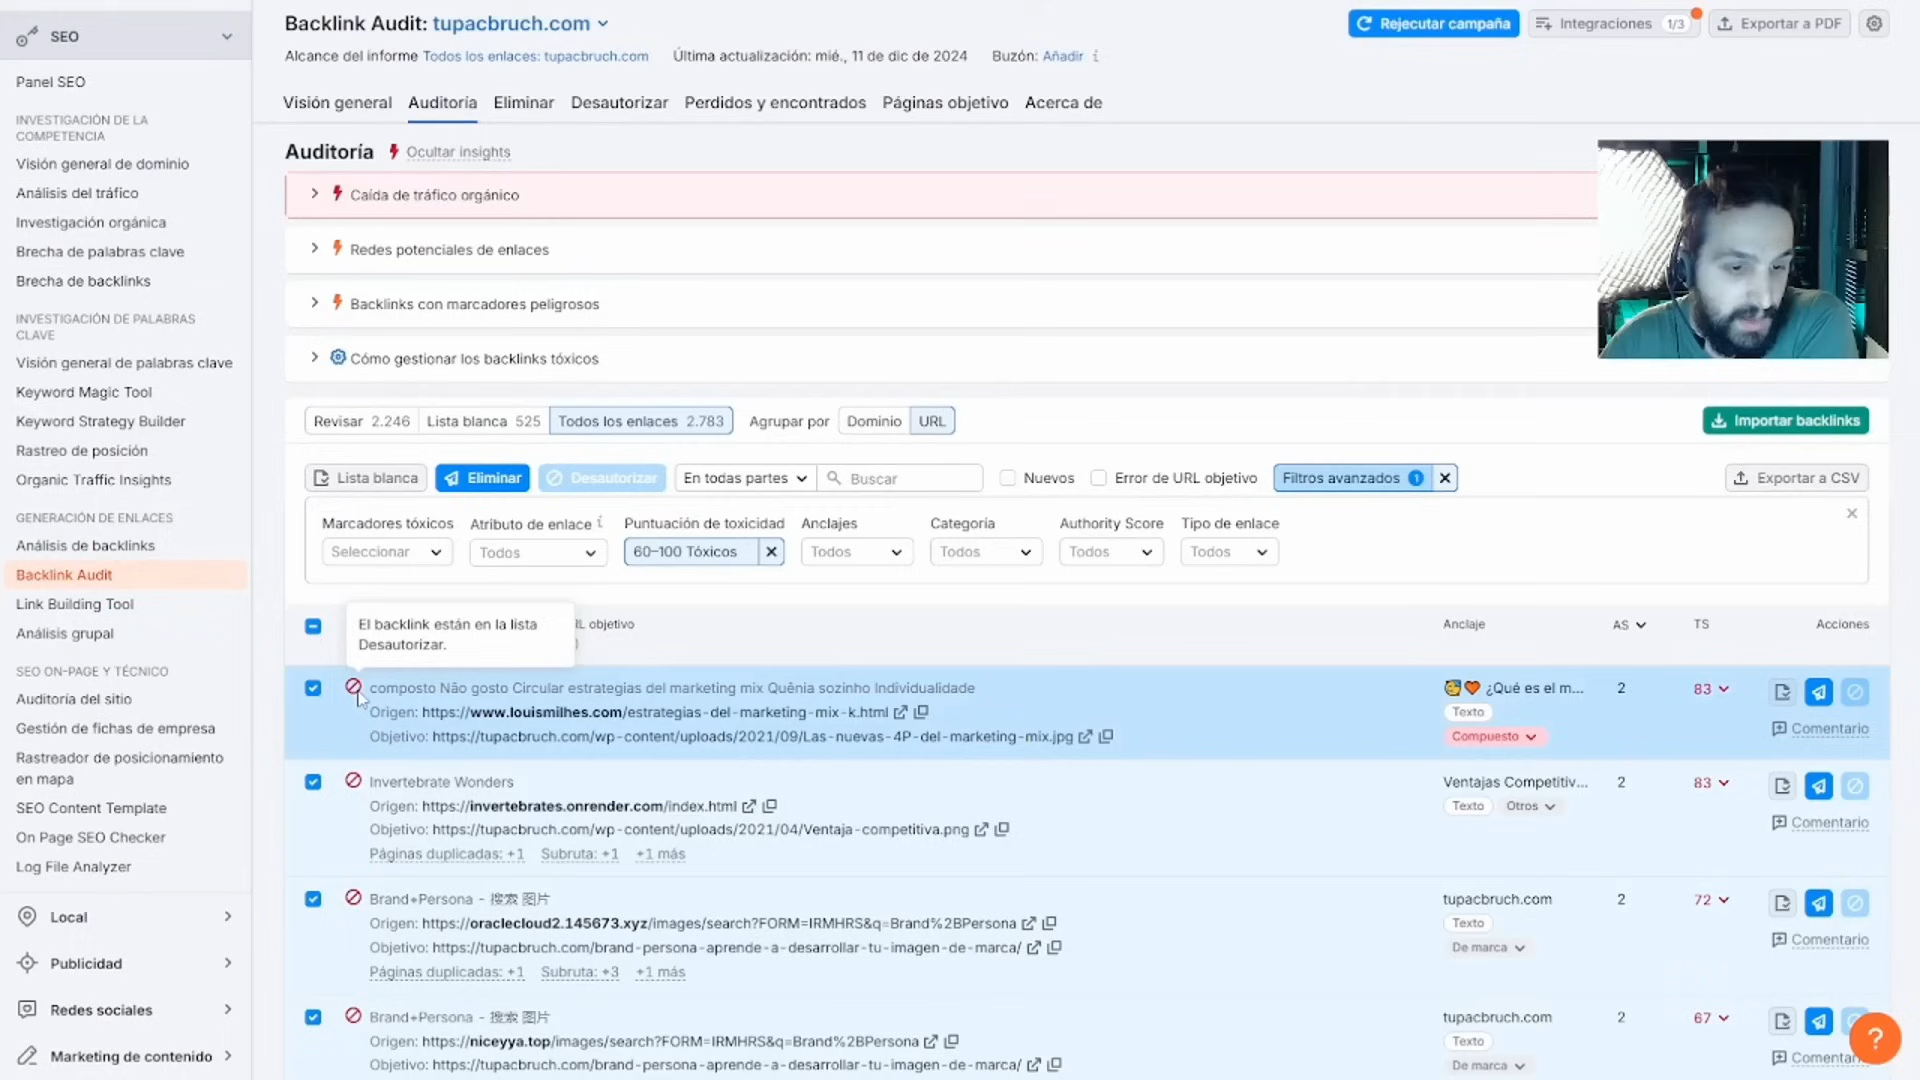 SEO
Panel SEO
INVESTIGACIÓN DE LA
COMPETENCIA
Visión general de dominio
Análisis del tráfico
Investigación orgánica
Brecha de palabras clave
Brecha de backlinks
INVESTIGACIÓN DE PALABRAS
CLAVE
Visión general de palabras clave
Keyword Magic Tool
Keyword Strategy Builder
Rastreo de posición
Organic Traffic Insights
GENERACIÓN DE ENLACES
Análisis de backlinks
Backlink Audit
Link Building Tool
Análisis grupal
SEO ON-PAGE Y TÉCNICO
Auditoría del sitio
Gestión de fichas de empresa
Rastreador de posicionamiento
en mapa
SEO Content Template
On Page SEO Checker
Log File Analyzer
Local
Publicidad
Redes sociales
Marketing de contenido
Backlink Audit: tupacbruch.com
Rejecutar campaña
Integraciones 1/3
Exportar a PDF
Alcance del informe Todos los enlaces: tupacbruch.com Última actualización: mié., 11 de dic de 2024 Buzón: Añadir i
Visión general Auditoría Eliminar Desautorizar Perdidos y encontrados Páginas objetivo Acerca de
Auditoría Ocultar insights
Caída de tráfico orgánico
Redes potenciales de enlaces
Backlinks con marcadores peligrosos
Cómo gestionar los backlinks tóxicos
Revisar 2.246 Lista blanca 525 Todos los enlaces 2.783 Agrupar por Dominio URL Importar backlinks
Lista blanca Eliminar Desautorizar En todas partes Buscar Nuevos Error de URL objetivo Filtros avanzados 1 Exportar a CSV
Marcadores tóxicos Atributo de enlace i Puntuación de toxicidad Anclajes Categoría Authority Score Tipo de enlace
Seleccionar Todos 60–100 Tóxicos Todos Todos Todos Todos
El backlink están en la lista
Desautorizar.
objetivo Anclaje AS TS Acciones
composto Não gosto Circular estrategias del marketing mix Quênia sozinho Individualidade ¿Qué es el m... 2 83
Origen: https://www.louismilhes.com/estrategias-del-marketing-mix-k.html Texto
Objetivo: https://tupacbruch.com/wp-content/uploads/2021/09/Las-nuevas-4P-del-marketing-mix.jpg Compuesto Comentario
Invertebrate Wonders Ventajas Competitiv... 2 83
Origen: https://invertebrates.onrender.com/index.html Texto Otros
Objetivo: https://tupacbruch.com/wp-content/uploads/2021/04/Ventaja-competitiva.png Comentario
Páginas duplicadas: +1 Subruta: +1 +1 más
Brand+Persona - 搜索 图片 tupacbruch.com 2 72
Origen: https://oraclecloud2.145673.xyz/images/search?FORM=IRMHRS&q=Brand%2BPersona Texto
Objetivo: https://tupacbruch.com/brand-persona-aprende-a-desarrollar-tu-imagen-de-marca/ De marca Comentario
Páginas duplicadas: +1 Subruta: +3 +1 más
Brand+Persona - 搜索 图片 tupacbruch.com 2 67
Origen: https://niceyya.top/images/search?FORM=IRMHRS&q=Brand%2BPersona Texto
Objetivo: https://tupacbruch.com/brand-persona-aprende-a-desarrollar-tu-imagen-de-marca/ De marca
?